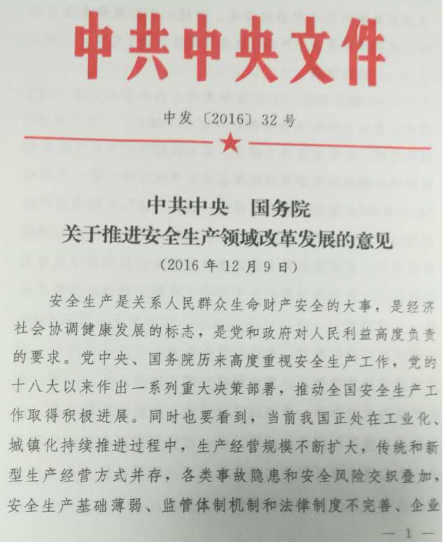 中共中央文件
中发〔2016〕32号
中共中央 国务院
关于推进安全生产领域改革发展的意见
(2016年12月9日)
安全生产是关系人民群众生命财产安全的大事，是经济
社会协调健康发展的标志，是党和政府对人民利益高度负责
的要求。党中央、国务院历来高度重视安全生产工作，党的
十八大以来作出一系列重大决策部署，推动全国安全生产工
作取得积极进展。同时也要看到，当前我国正处在工业化、
城镇化持续推进过程中，生产经营规模不断扩大，传统和新
型生产经营方式并存，各类事故隐患和安全风险交织叠加，
安全生产基础薄弱、监管体制机制和法律制度不完善、企业
— 1 —